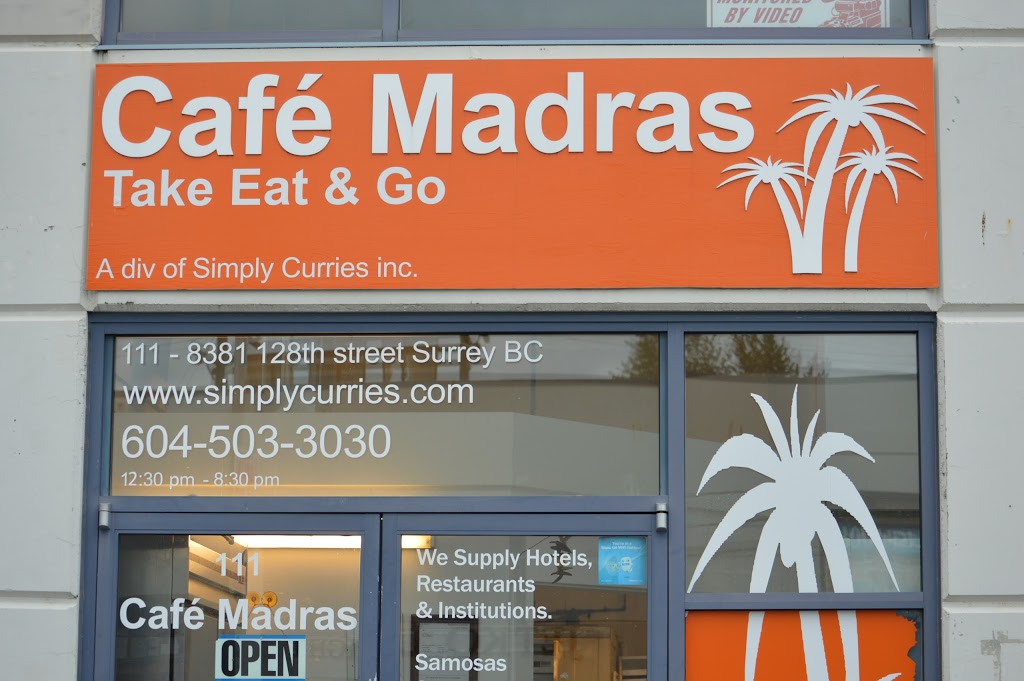 BY VIDEO
Café Madras
Take Eat & Go
A div of Simply Curries inc.
111 - 8381 128th street Surrey BC
www.simplycurries.com
604-503-3030
12:30 pm - 8:30 pm
111
Café Madras
OPEN
We Supply Hotels,
Restaurants
& Institutions.
Samosas